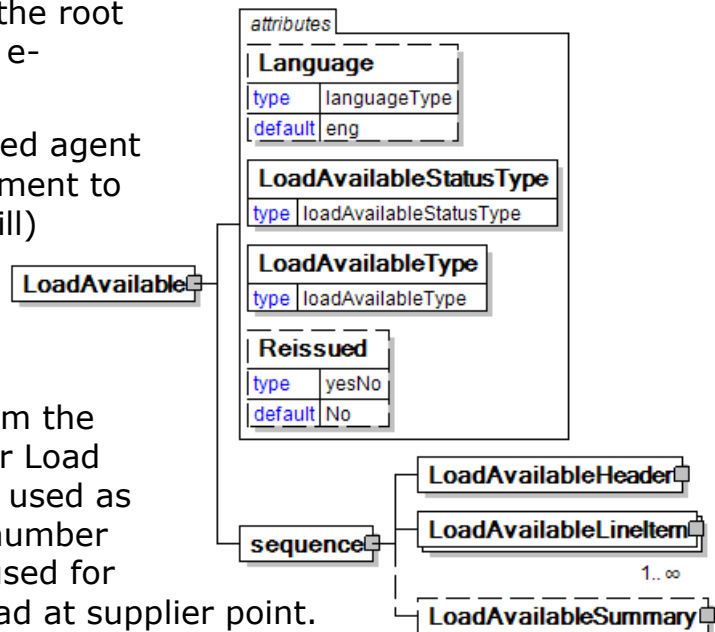 the root
e-
ed agent
ment to
ill)
m the
r Load
used as
number
used for
ad at supplier point.
LoadAvailable
attributes
Language
type languageType
default eng
LoadAvailableStatusType
type loadAvailableStatusType
LoadAvailableType
type loadAvailableType
Reissued
type yesNo
default No
sequence
LoadAvailableHeader
LoadAvailableLineItem
1.. ∞
LoadAvailableSummary